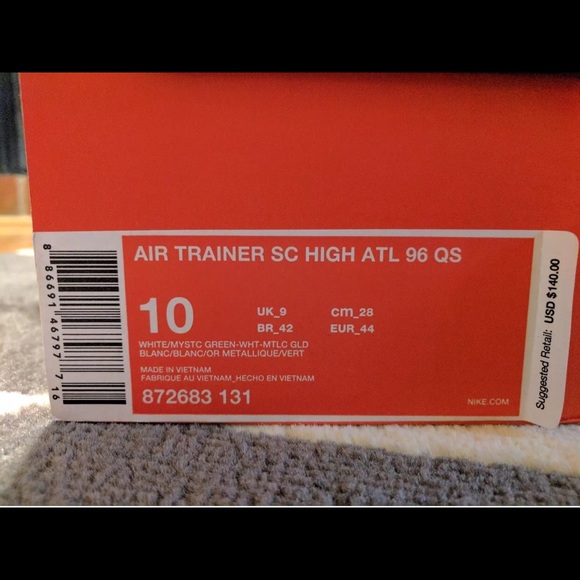 AIR TRAINER SC HIGH ATL 96 QS
10
UK_9 cm_28
BR_42 EUR_44
WHITE/MYSTC GREEN-WHT-MTLC GLD
BLANC/BLANC/OR METALLIQUE/VERT
MADE IN VIETNAM
FABRIQUE AU VIETNAM_HECHO EN VIETNAM
872683 131
NIKE.COM
8 86691 46797 7 16
Suggested Retail: USD $140.00